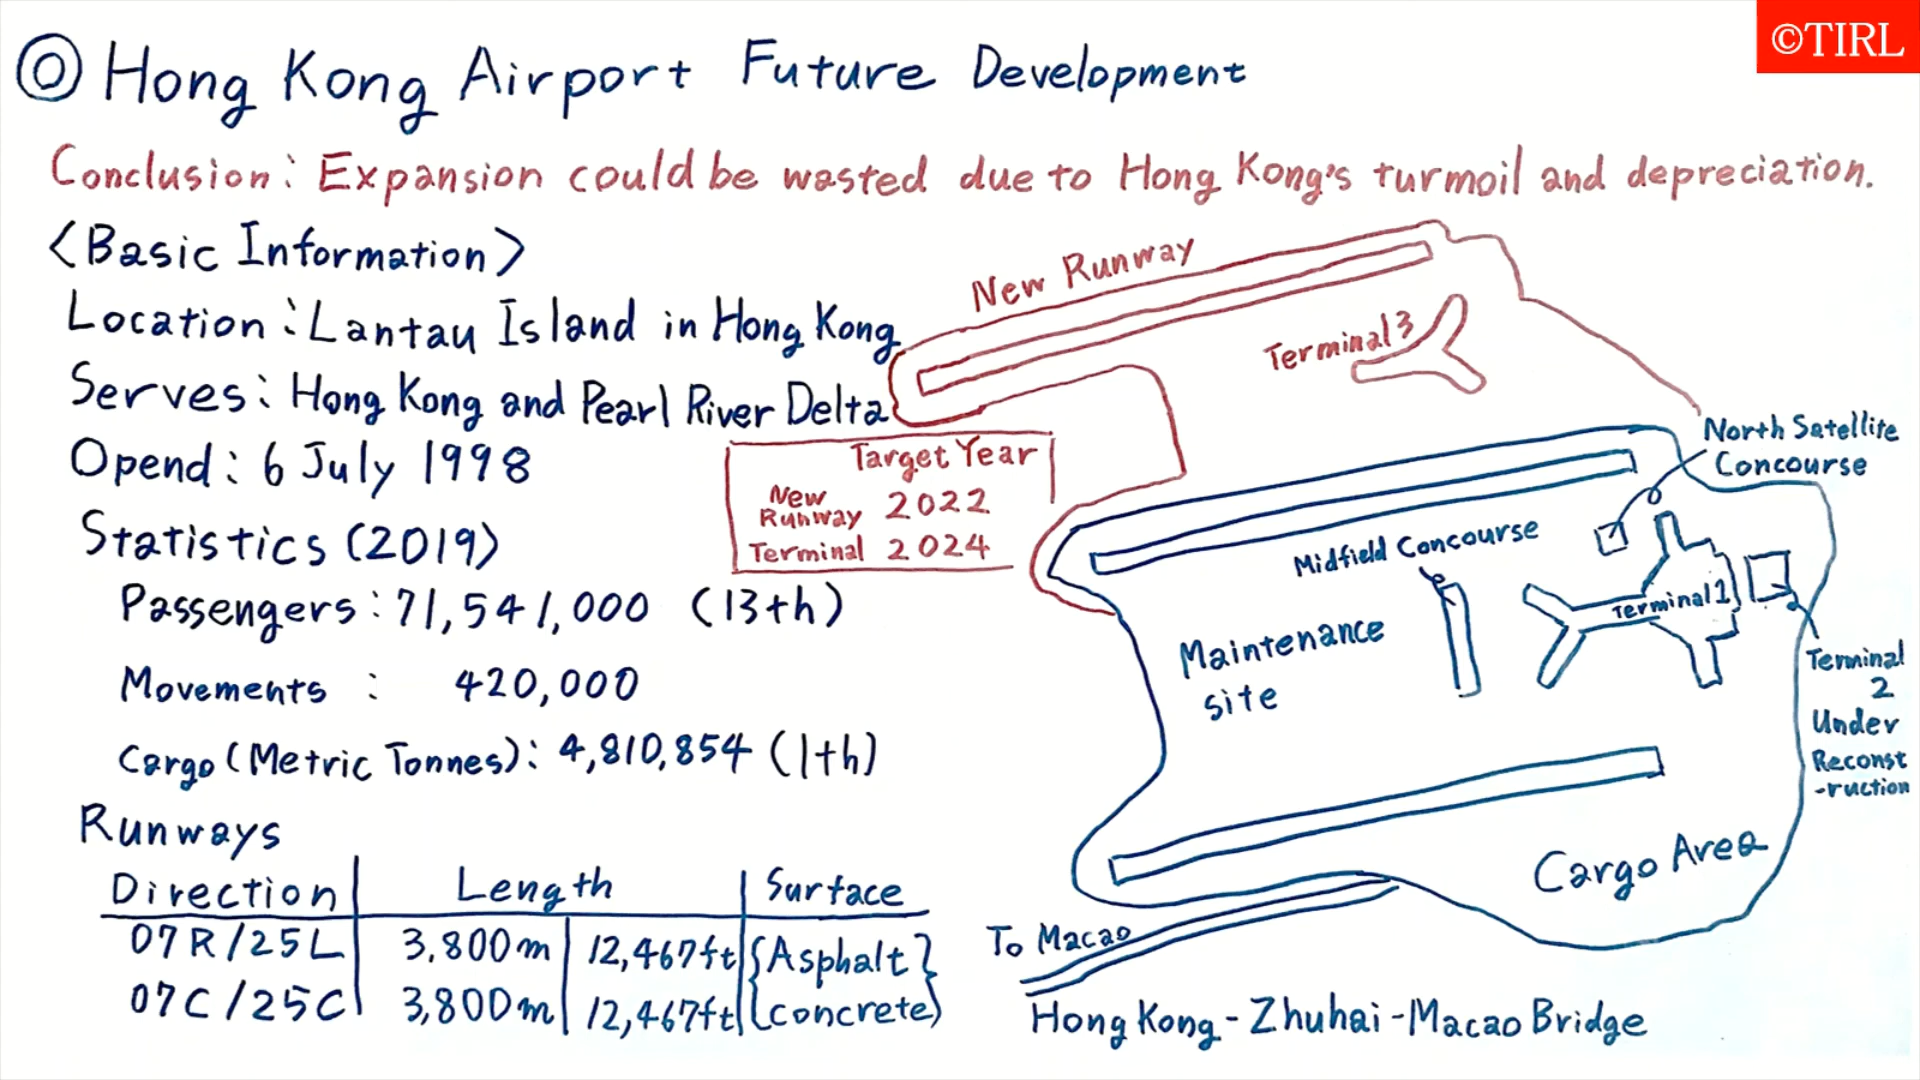 ©TIRL
◎ Hong Kong Airport Future Development
Conclusion: Expansion could be wasted due to Hong Kong's turmoil and depreciation.
<Basic Information>
Location: Lantau Island in Hong Kong
Serves: Hong Kong and Pearl River Delta
Opend: 6 July 1998
Statistics (2019)
Passengers: 71,541,000 (13th)
Movements : 420,000
Cargo (Metric Tonnes): 4,810,854 (1th)
Runways
Direction Length Surface
07R/25L 3,800m 12,467ft Asphalt
07C/25C 3,800m 12,467ft concrete
Target Year
New Runway 2022
Terminal 2024
New Runway
Terminal 3
North Satellite
Concourse
Midfield Concourse
Terminal 1
Maintenance
site
Terminal
2
Under
Reconst
-ruction
Cargo Area
To Macao
Hong Kong-Zhuhai-Macao Bridge